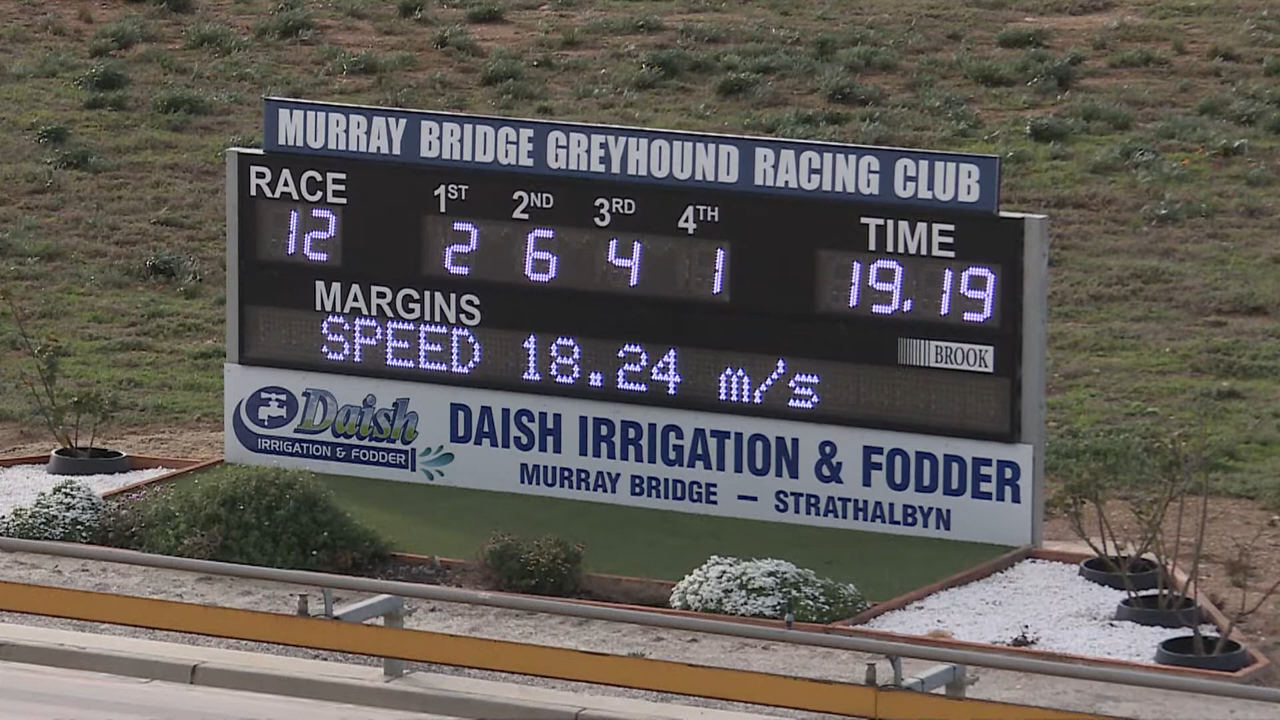 MURRAY BRIDGE GREYHOUND RACING CLUB
RACE 1ST 2ND 3RD 4TH TIME
12 2 6 4 1 19.19
MARGINS
SPEED 18.24 m/s
BROOK
Daish
IRRIGATION & FODDER
DAISH IRRIGATION & FODDER
MURRAY BRIDGE – STRATHALBYN